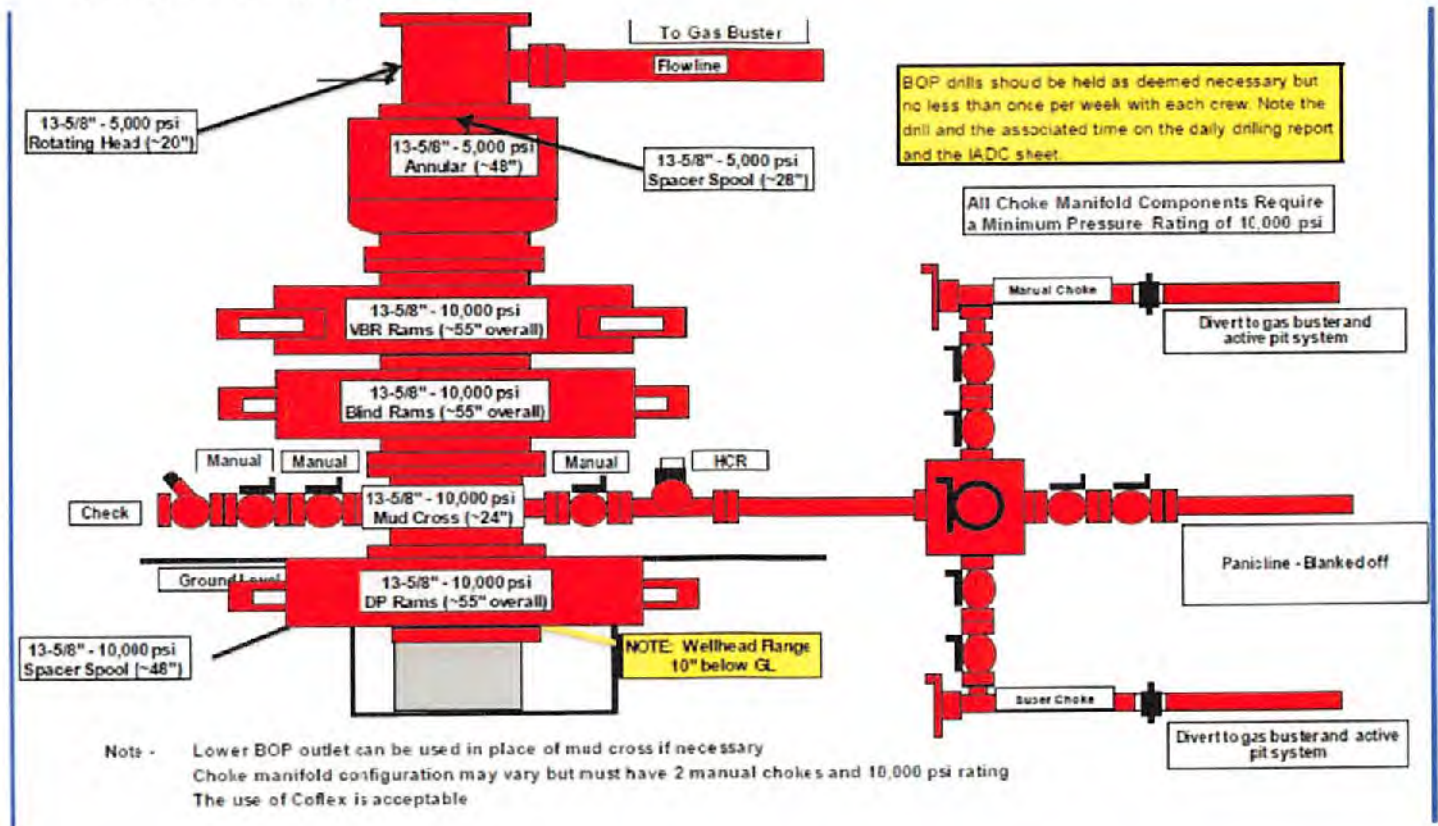 To Gas Buster
Flowline
13-5/8" - 5,000 psi
Rotating Head (~20")
13-5/8" - 5,000 psi
Annular (~48")
13-5/8" - 5,000 psi
Spacer Spool (~28")
BOP drills shoud be held as deemed necessary but
no less than once per week with each crew. Note the
drill and the associated time on the daily drilling report
and the IADC sheet.
All Choke Manifold Components Require
a Minimum Pressure Rating of 10,000 psi
13-5/8" - 10,000 psi
VBR Rams (~55" overall)
13-5/8" - 10,000 psi
Blind Rams (~55" overall)
Manual
Manual
Manual
HCR
Check
13-5/8" - 10,000 psi
Mud Cross (~24")
Ground Level
13-5/8" - 10,000 psi
DP Rams (~55" overall)
13-5/8" - 10,000 psi
Spacer Spool (~48")
NOTE: Wellhead Flange
10" below GL
Manual Choke
Divert to gas buster and
active pit system
Panic line - Blanked off
Super Choke
Divert to gas buster and active
pit system
Note - Lower BOP outlet can be used in place of mud cross if necessary
Choke manifold configuration may vary but must have 2 manual chokes and 10,000 psi rating
The use of Coflex is acceptable